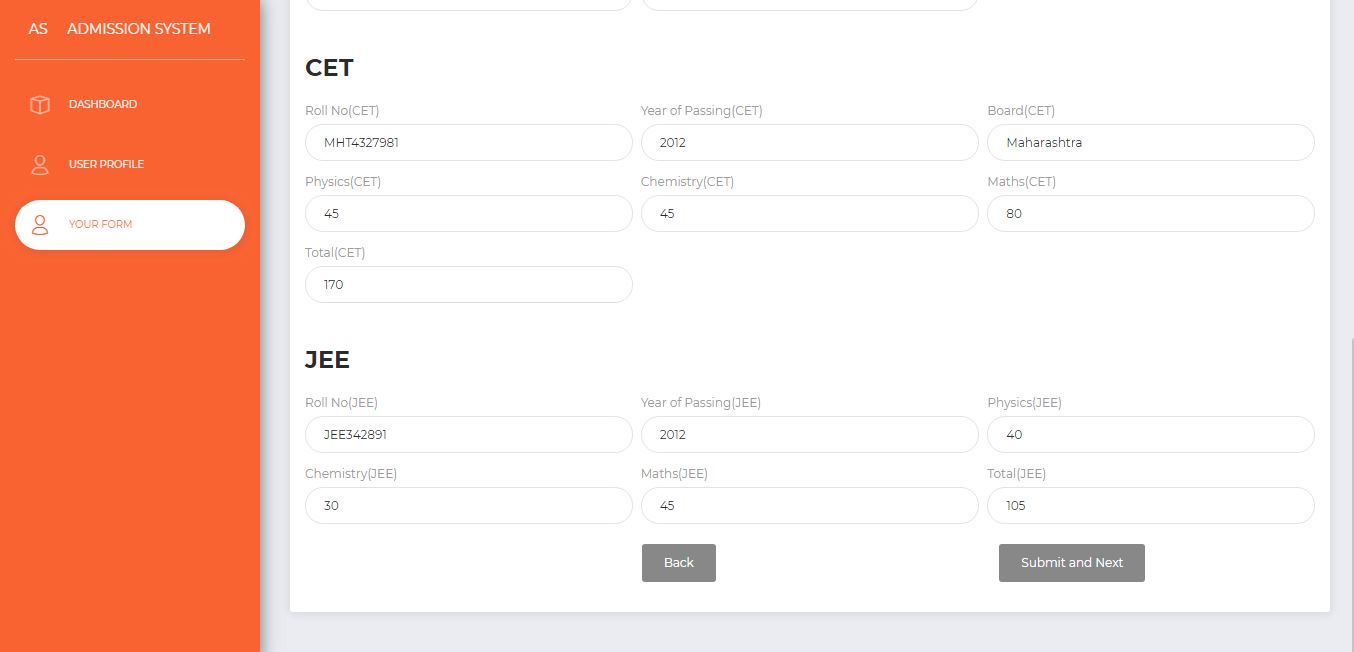 AS ADMISSION SYSTEM
DASHBOARD
USER PROFILE
YOUR FORM
CET
Roll No(CET) Year of Passing(CET) Board(CET)
MHT4327981 2012 Maharashtra
Physics(CET) Chemistry(CET) Maths(CET)
45 45 80
Total(CET)
170
JEE
Roll No(JEE) Year of Passing(JEE) Physics(JEE)
JEE342891 2012 40
Chemistry(JEE) Maths(JEE) Total(JEE)
30 45 105
Back Submit and Next